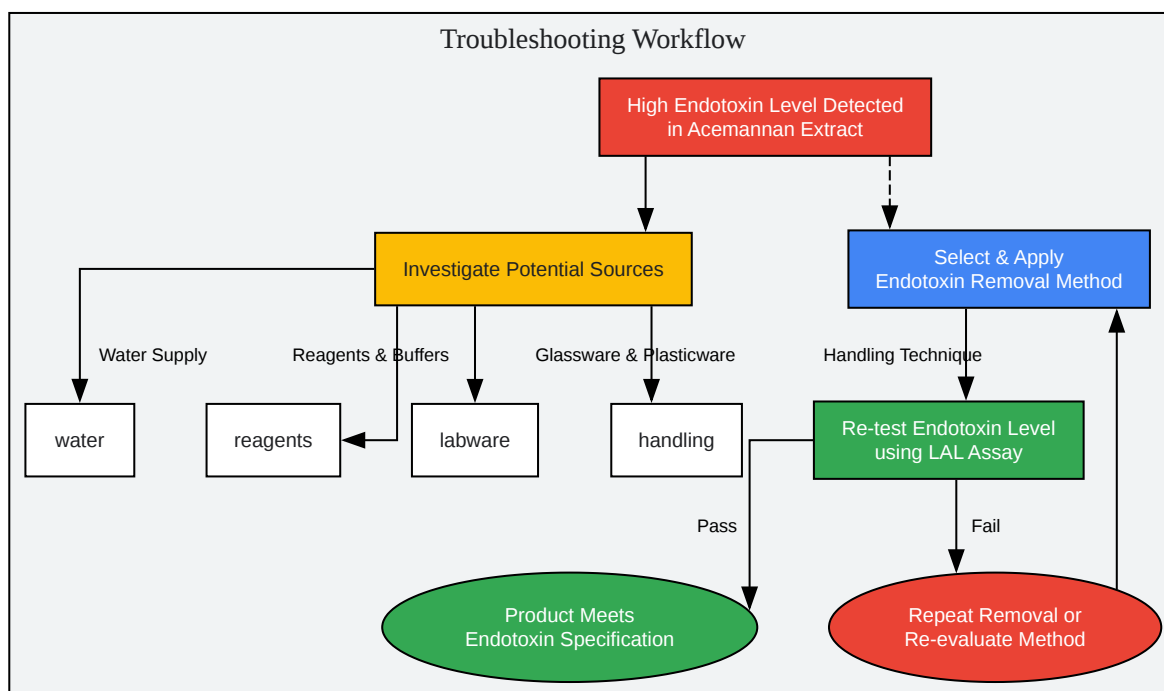 Troubleshooting Workflow
High Endotoxin Level Detected
in Acemannan Extract
Investigate Potential Sources
Select & Apply
Endotoxin Removal Method
Water Supply
Reagents & Buffers
Glassware & Plasticware
Handling Technique
water
reagents
labware
handling
Re-test Endotoxin Level
using LAL Assay
Pass
Fail
Product Meets
Endotoxin Specification
Repeat Removal or
Re-evaluate Method